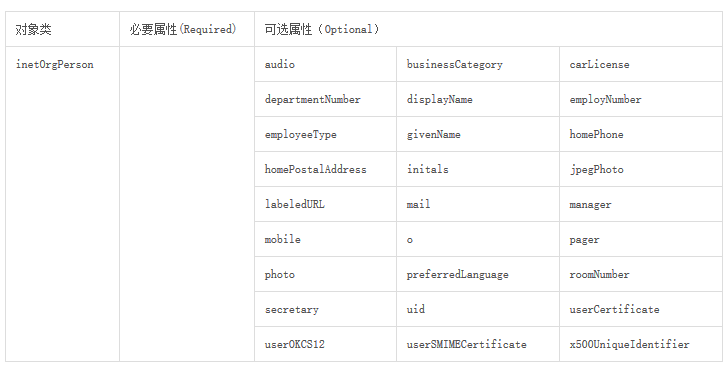 对象类 必要属性(Required) 可选属性（Optional）
inetOrgPerson audio businessCategory carLicense
departmentNumber displayName employNumber
employeeType givenName homePhone
homePostalAddress initals jpegPhoto
labeledURL mail manager
mobile o pager
photo preferredLanguage roomNumber
secretary uid userCertificate
userOKCS12 userSMIMECertificate x500UniqueIdentifier